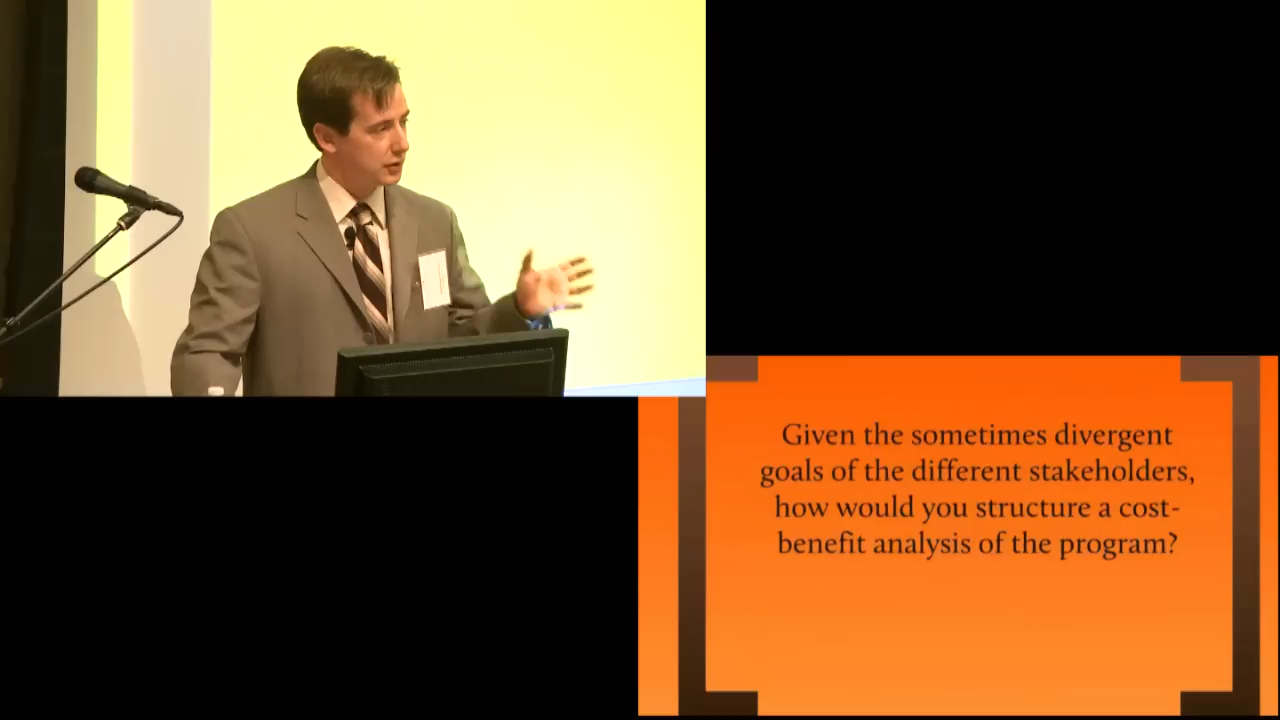 Given the sometimes divergent
goals of the different stakeholders,
how would you structure a cost-
benefit analysis of the program?